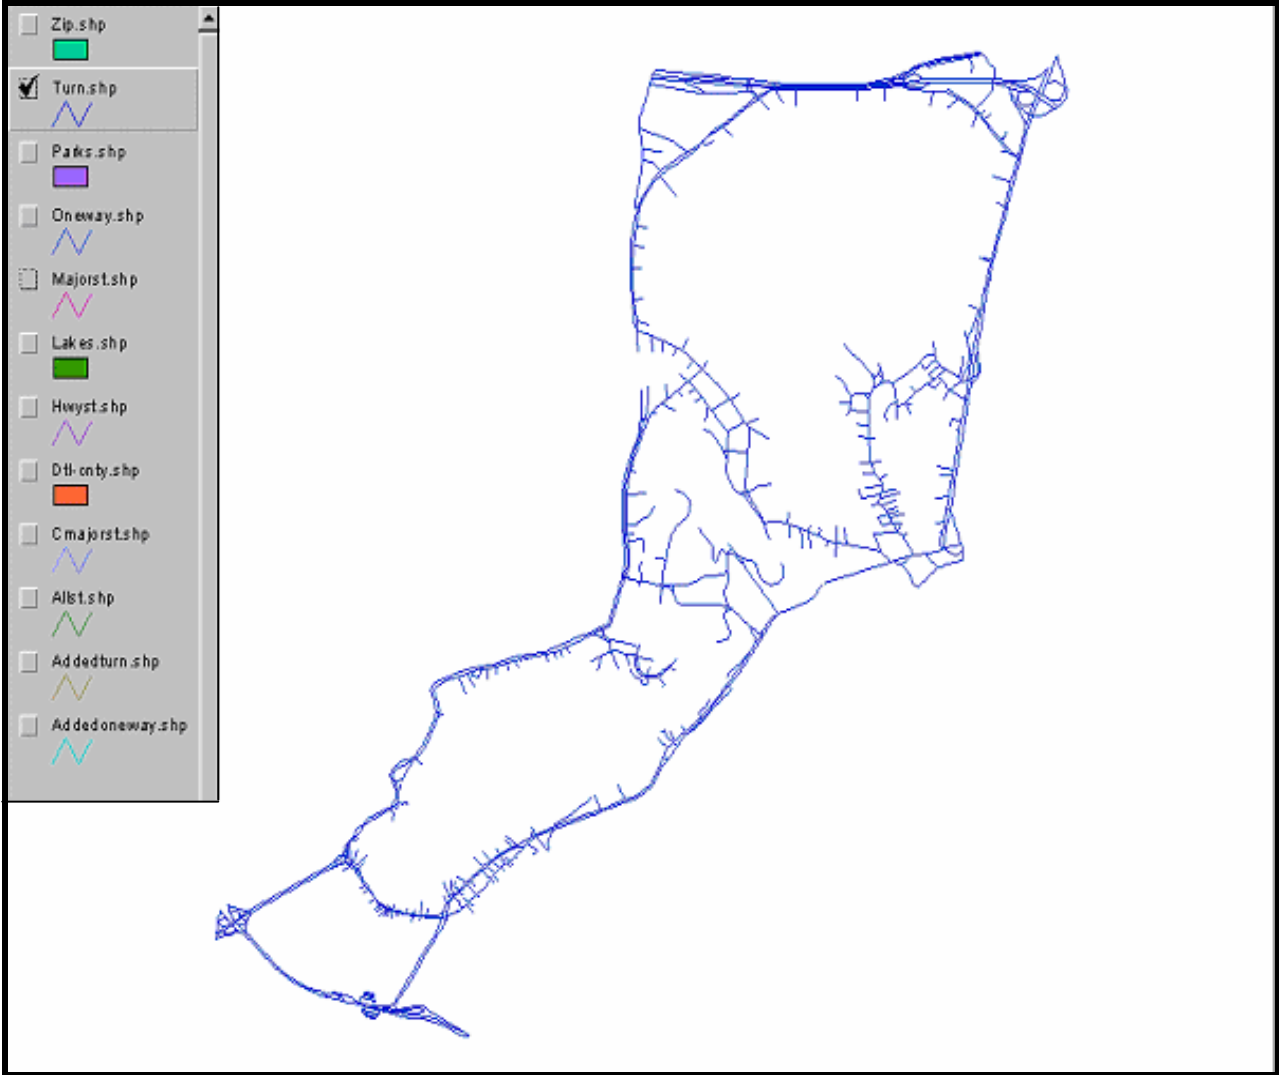 Zip.shp
Turn.shp
Parks.shp
Oneway.shp
Majorst.shp
Lakes.shp
Hwyst.shp
Dtl-cnty.shp
Cmajorst.shp
Allst.shp
Addedturn.shp
Addedoneway.shp